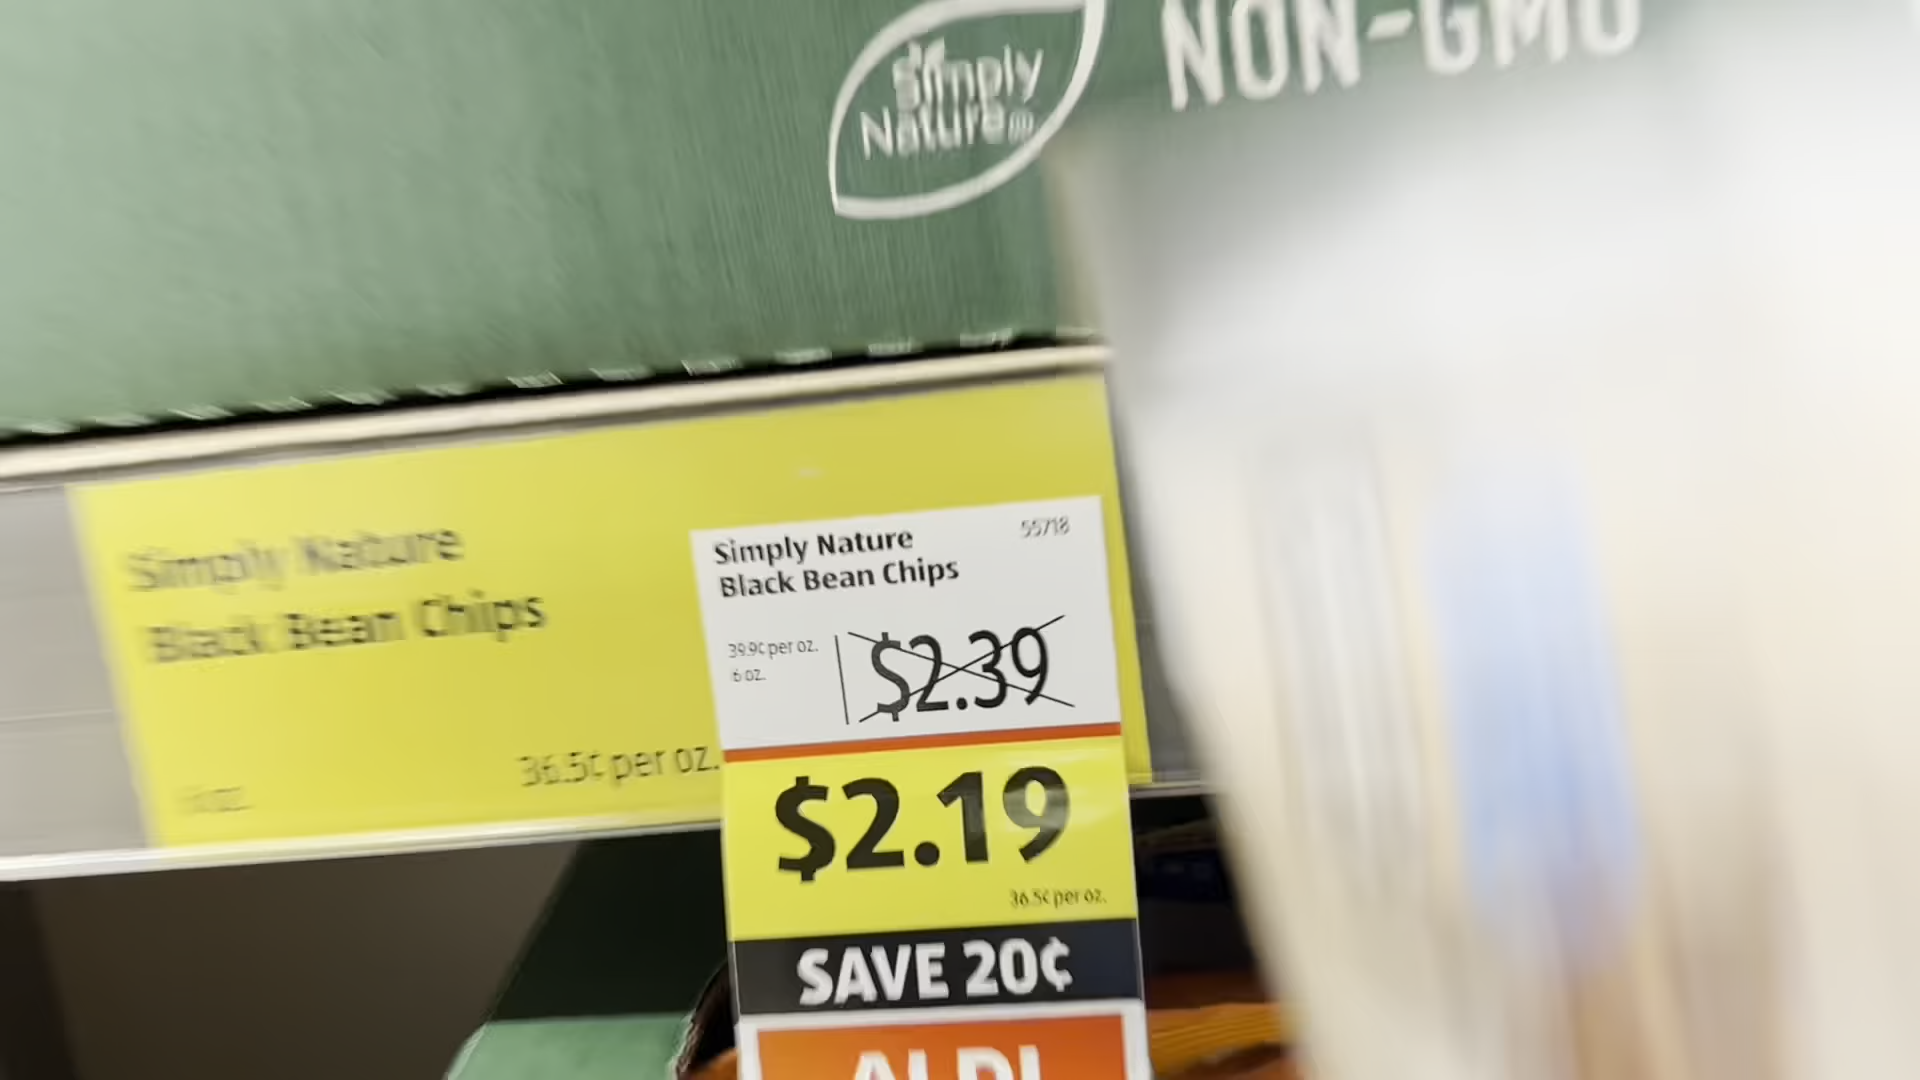 Simply
Nature®
NON-GMO
Simply Nature
Black Bean Chips
36.5¢ per oz.
Simply Nature
Black Bean Chips
55718
39.9¢ per oz.
6 oz.
$2.39
$2.19
36.5¢ per oz.
SAVE 20¢
ALDI